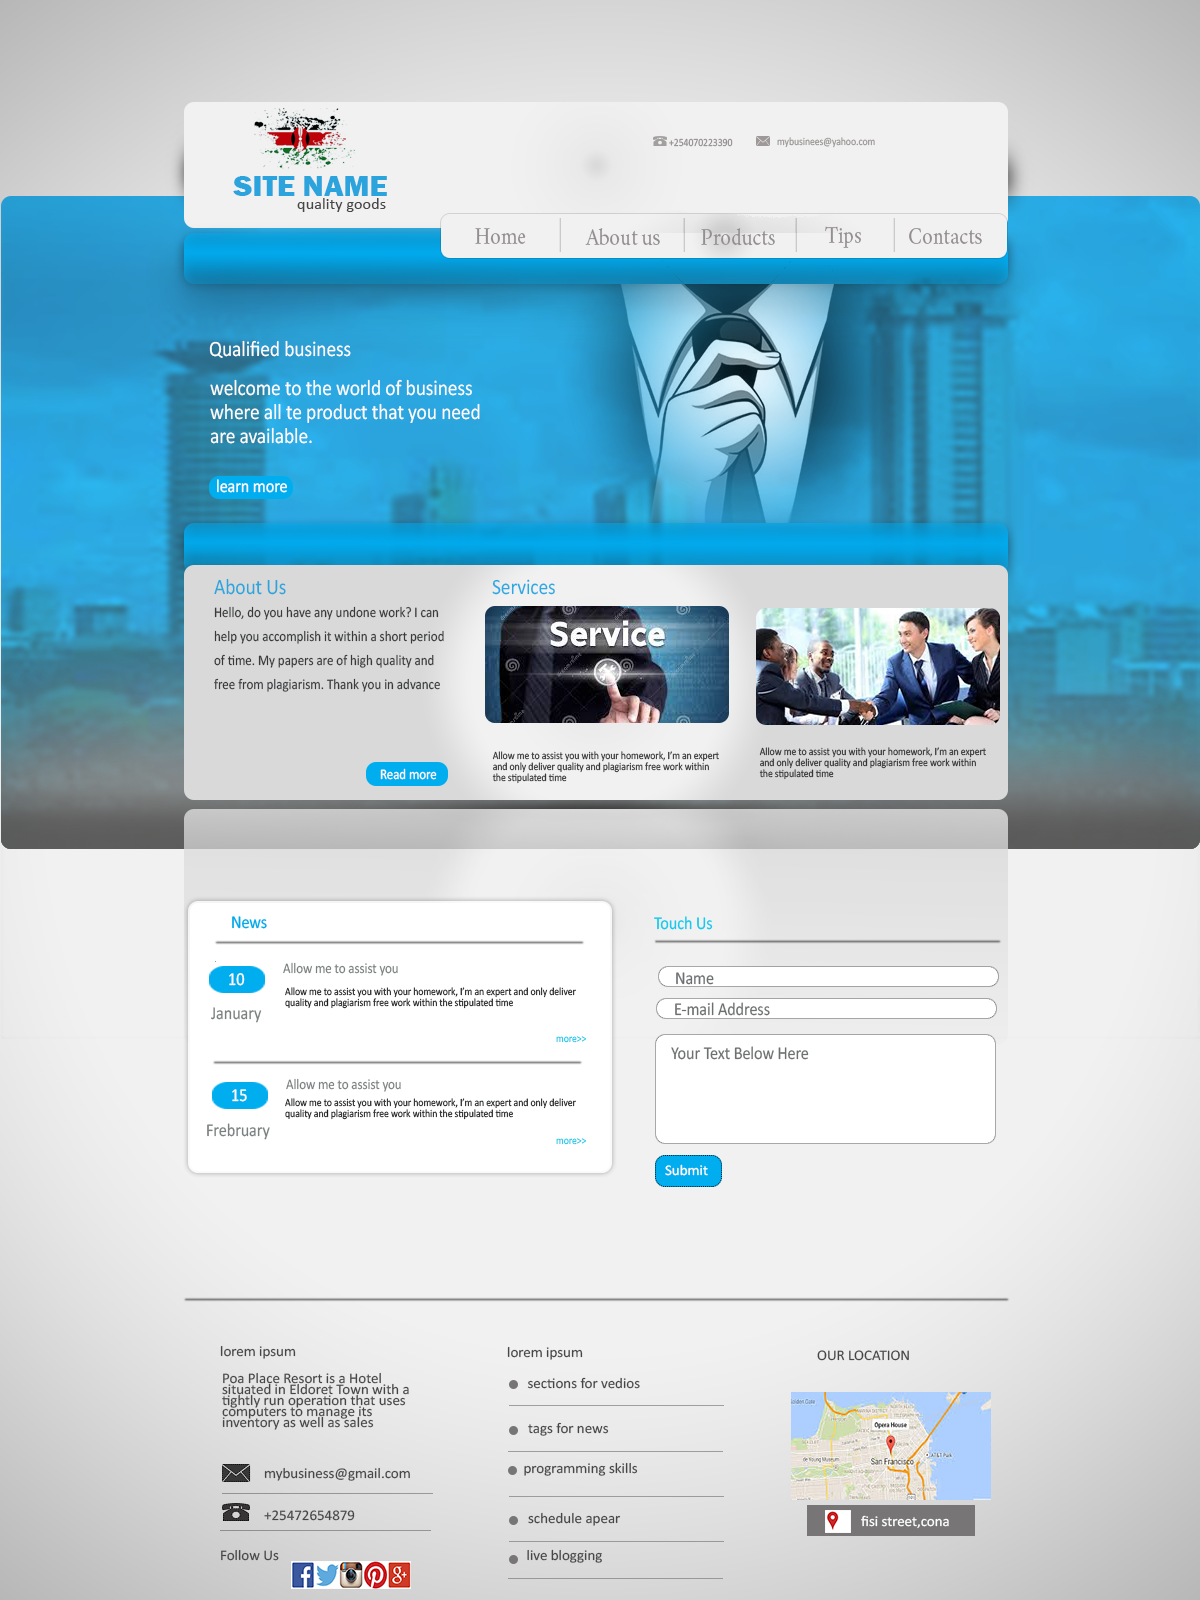 +254070223390
mybusinees@yahoo.com
SITE NAME
quality goods
Home
About us
Products
Tips
Contacts
Qualified business
welcome to the world of business
where all te product that you need
are available.
learn more
About Us
Hello, do you have any undone work? I can
help you accomplish it within a short period
of time. My papers are of high quality and
free from plagiarism. Thank you in advance
Read more
Services
Service
Allow me to assist you with your homework, I'm an expert
and only deliver quality and plagiarism free work within
the stipulated time
Allow me to assist you with your homework, I'm an expert
and only deliver quality and plagiarism free work within
the stipulated time
News
10
January
Allow me to assist you
Allow me to assist you with your homework, I'm an expert and only deliver
quality and plagiarism free work within the stipulated time
more>>
15
Frebruary
Allow me to assist you
Allow me to assist you with your homework, I'm an expert and only deliver
quality and plagiarism free work within the stipulated time
more>>
Touch Us
Name
E-mail Address
Your Text Below Here
Submit
lorem ipsum
Poa Place Resort is a Hotel
situated in Eldoret Town with a
tightly run operation that uses
computers to manage its
inventory as well as sales
mybusiness@gmail.com
+25472654879
Follow Us
lorem ipsum
sections for vedios
tags for news
programming skills
schedule apear
live blogging
OUR LOCATION
Opera House
AT&T Park
San Francisco
fisi street,cona